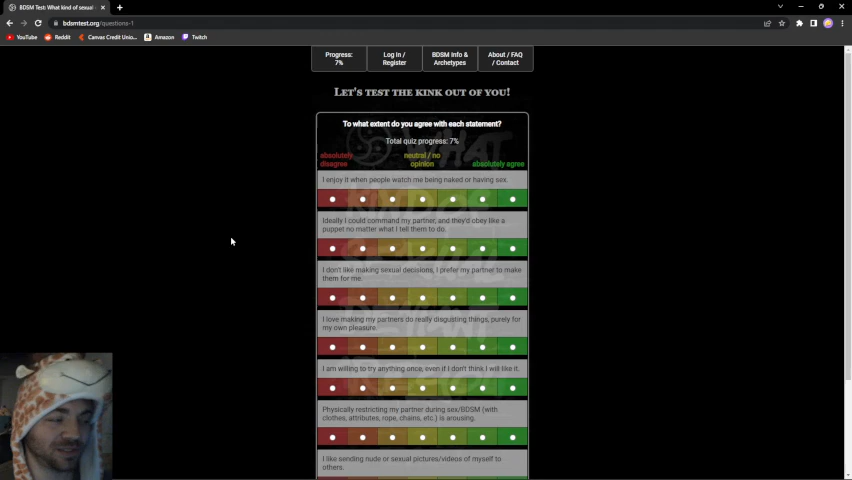 BDSM Test: What kind of sexual
bdsmtest.org/questions-1
YouTube
Reddit
Canvas Credit Unio...
Amazon
Twitch
Progress:
7%
Log In /
Register
BDSM Info &
Archetypes
About / FAQ
/ Contact
Let's test the kink out of you!
To what extent do you agree with each statement?
Total quiz progress: 7%
absolutely
disagree
neutral / no
opinion
absolutely agree
I enjoy it when people watch me being naked or having sex.
Ideally I could command my partner, and they'd obey like a
puppet no matter what I tell them to do.
I don't like making sexual decisions, I prefer my partner to make
them for me.
I love making my partners do really disgusting things, purely for
my own pleasure.
I am willing to try anything once, even if I don't think I will like it.
Physically restricting my partner during sex/BDSM (with
clothes, attributes, rope, chains, etc.) is arousing.
I like sending nude or sexual pictures/videos of myself to
others.